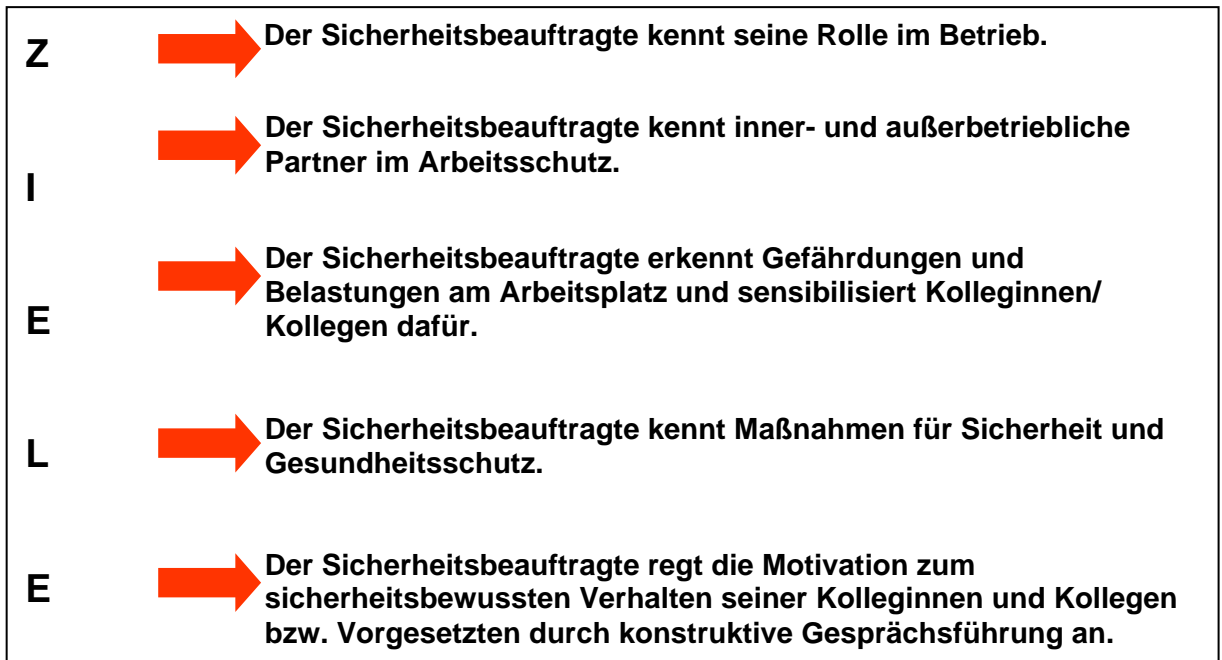 Z
Der Sicherheitsbeauftragte kennt seine Rolle im Betrieb.
Der Sicherheitsbeauftragte kennt inner- und außerbetriebliche
Partner im Arbeitsschutz.
I
Der Sicherheitsbeauftragte erkennt Gefährdungen und
Belastungen am Arbeitsplatz und sensibilisiert Kolleginnen/
Kollegen dafür.
E
Der Sicherheitsbeauftragte kennt Maßnahmen für Sicherheit und
Gesundheitsschutz.
L
Der Sicherheitsbeauftragte regt die Motivation zum
sicherheitsbewussten Verhalten seiner Kolleginnen und Kollegen
bzw. Vorgesetzten durch konstruktive Gesprächsführung an.
E